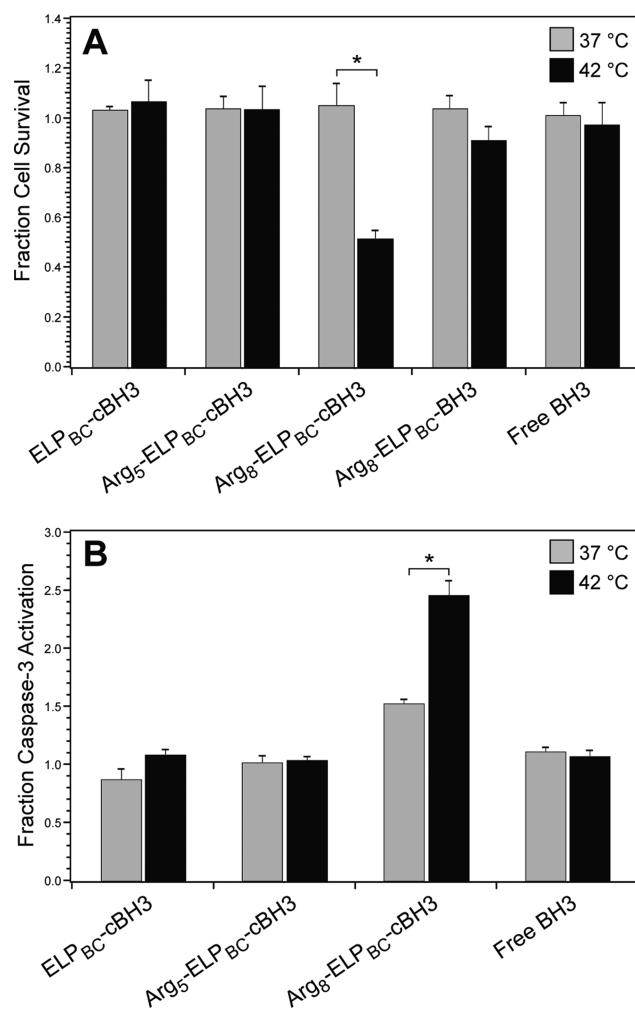 A
37 °C
42 °C
*
Fraction Cell Survival
1.4
1.2
1.0
0.8
0.6
0.4
0.2
0.0
ELPBC-cBH3
Arg5-ELPBC-cBH3
Arg8-ELPBC-cBH3
Arg8-ELPBC-BH3
Free BH3
B
37 °C
42 °C
*
Fraction Caspase-3 Activation
3.0
2.5
2.0
1.5
1.0
0.5
0.0
ELPBC-cBH3
Arg5-ELPBC-cBH3
Arg8-ELPBC-cBH3
Free BH3